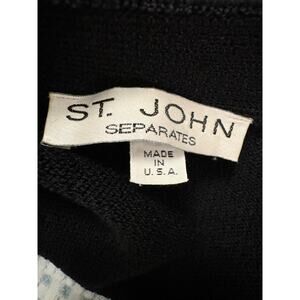 ST. JOHN
SEPARATES
MADE
IN
U.S.A.